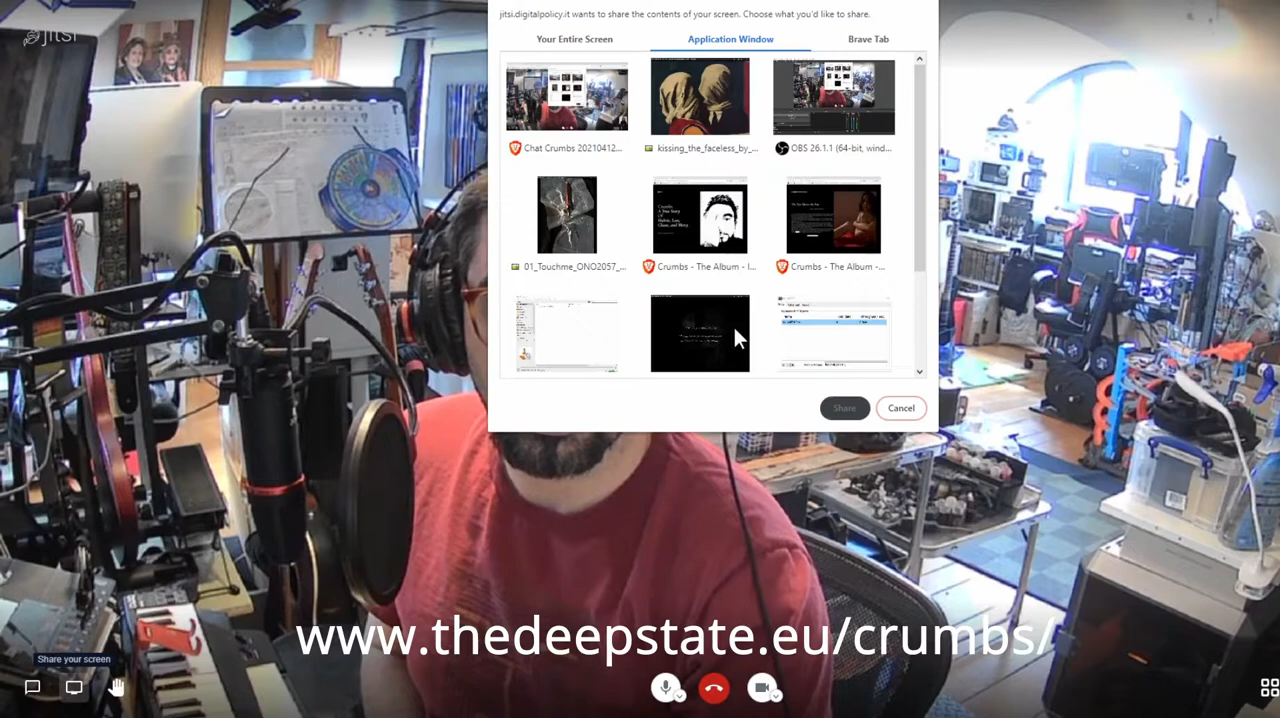 jitsi
jitsi.digitalpolicy.it wants to share the contents of your screen. Choose what you'd like to share.
Your Entire Screen
Application Window
Brave Tab
Chat Crumbs 20210412...
kissing_the_faceless_by_...
OBS 26.1.1 (64-bit, wind...
01_Touchme_ONO2057_...
Crumbs - The Album - I...
Crumbs - The Album -...
Share
Cancel
www.thedeepstate.eu/crumbs/
Share your screen